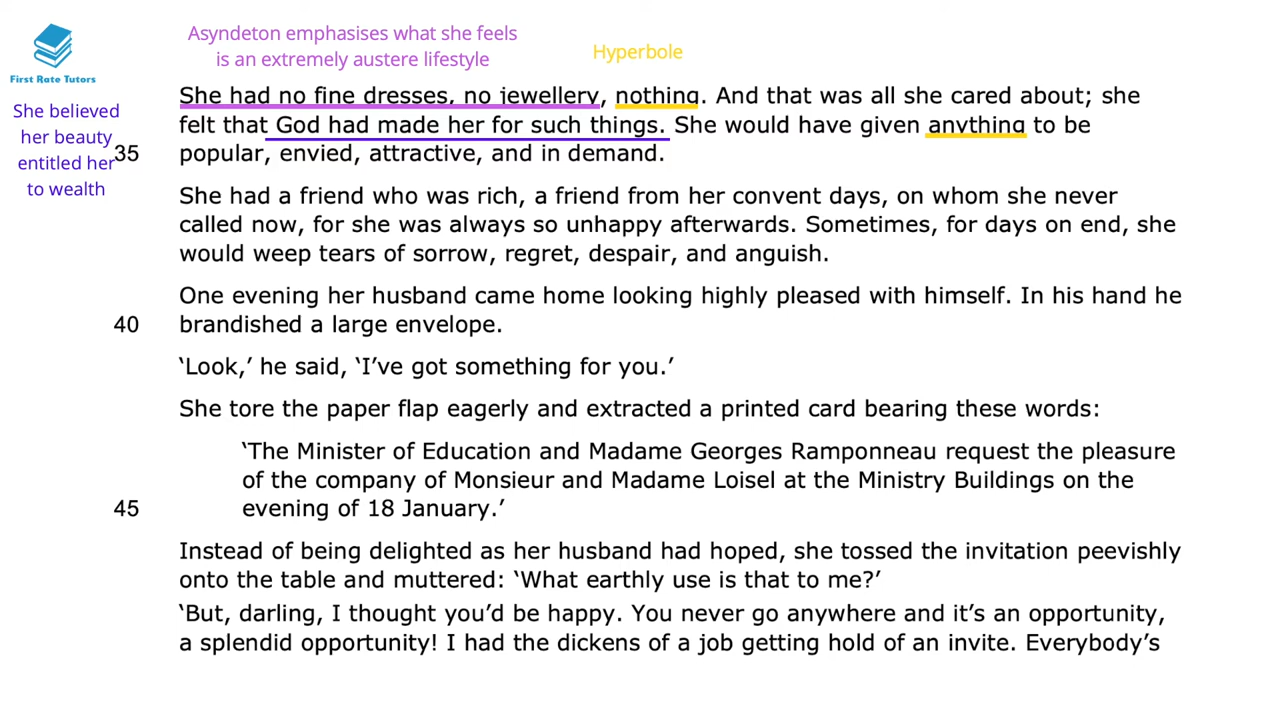 First Rate Tutors
Asyndeton emphasises what she feels
is an extremely austere lifestyle
Hyperbole
She believed
her beauty
entitled her
to wealth
She had no fine dresses, no jewellery, nothing. And that was all she cared about; she
felt that God had made her for such things. She would have given anything to be
35 popular, envied, attractive, and in demand.
She had a friend who was rich, a friend from her convent days, on whom she never
called now, for she was always so unhappy afterwards. Sometimes, for days on end, she
would weep tears of sorrow, regret, despair, and anguish.
One evening her husband came home looking highly pleased with himself. In his hand he
40 brandished a large envelope.
‘Look,’ he said, ‘I’ve got something for you.’
She tore the paper flap eagerly and extracted a printed card bearing these words:
‘The Minister of Education and Madame Georges Ramponneau request the pleasure
of the company of Monsieur and Madame Loisel at the Ministry Buildings on the
45 evening of 18 January.’
Instead of being delighted as her husband had hoped, she tossed the invitation peevishly
onto the table and muttered: ‘What earthly use is that to me?’
‘But, darling, I thought you’d be happy. You never go anywhere and it’s an opportunity,
a splendid opportunity! I had the dickens of a job getting hold of an invite. Everybody’s